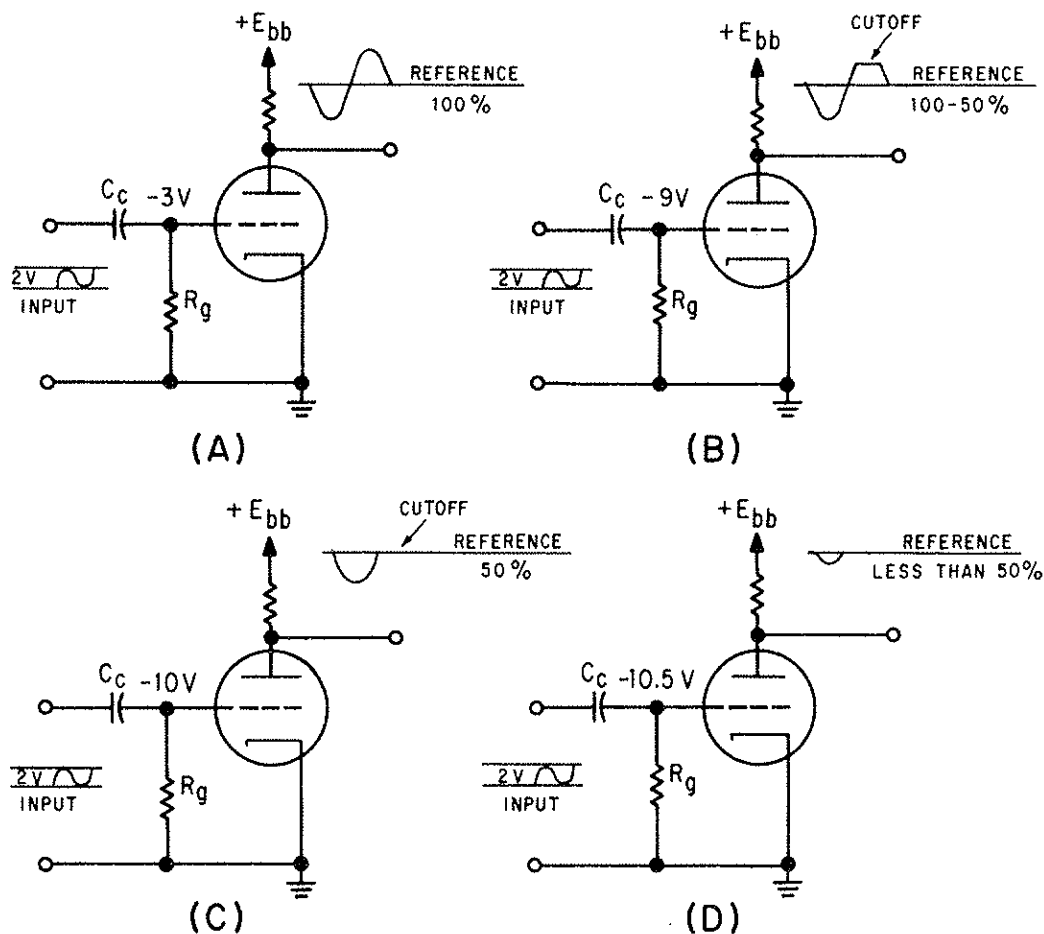 +Ebb
REFERENCE
100%
Cc -3V
2V
INPUT
Rg
(A)
+Ebb
CUTOFF
REFERENCE
100-50%
Cc -9V
2V
INPUT
Rg
(B)
+Ebb
CUTOFF
REFERENCE
50%
Cc -10V
2V
INPUT
Rg
(C)
+Ebb
REFERENCE
LESS THAN 50%
Cc -10.5V
2V
INPUT
Rg
(D)